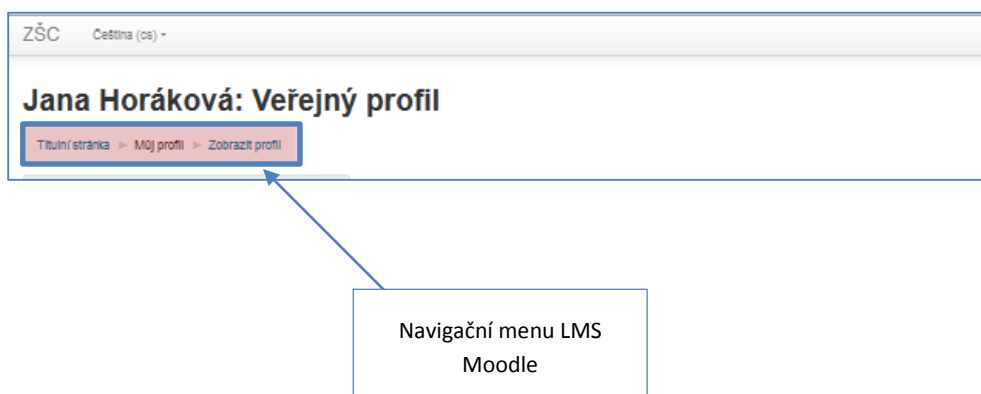 ZŠC Čeština (cs)
Jana Horáková: Veřejný profil
Titulní stránka ► Můj profil ► Zobrazit profil
Navigační menu LMS
Moodle